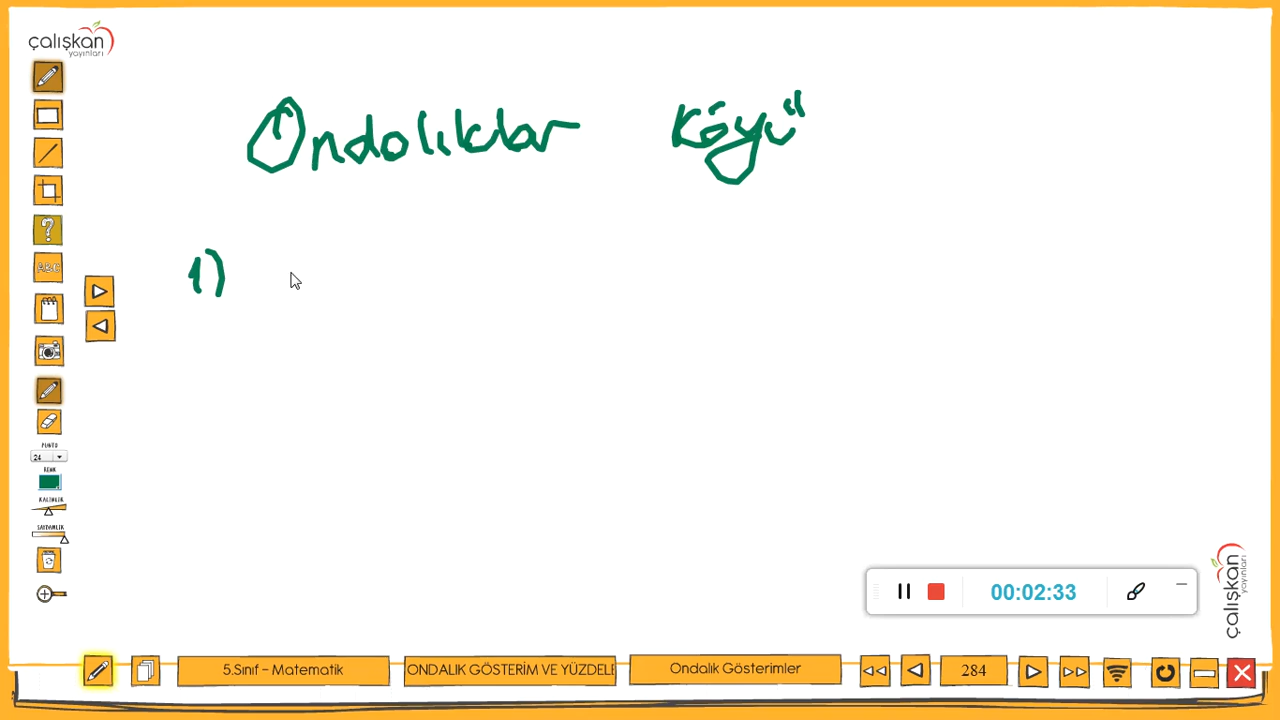 çalışkan
yayınları
Ondalıklar Köyü
1)
ABC
PUNTO
24
RENK
KALINLIK
SAYDAMLIK
00:02:33
çalışkan
yayınları
5.Sınıf - Matematik
ONDALIK GÖSTERİM VE YÜZDELE
Ondalık Gösterimler
284